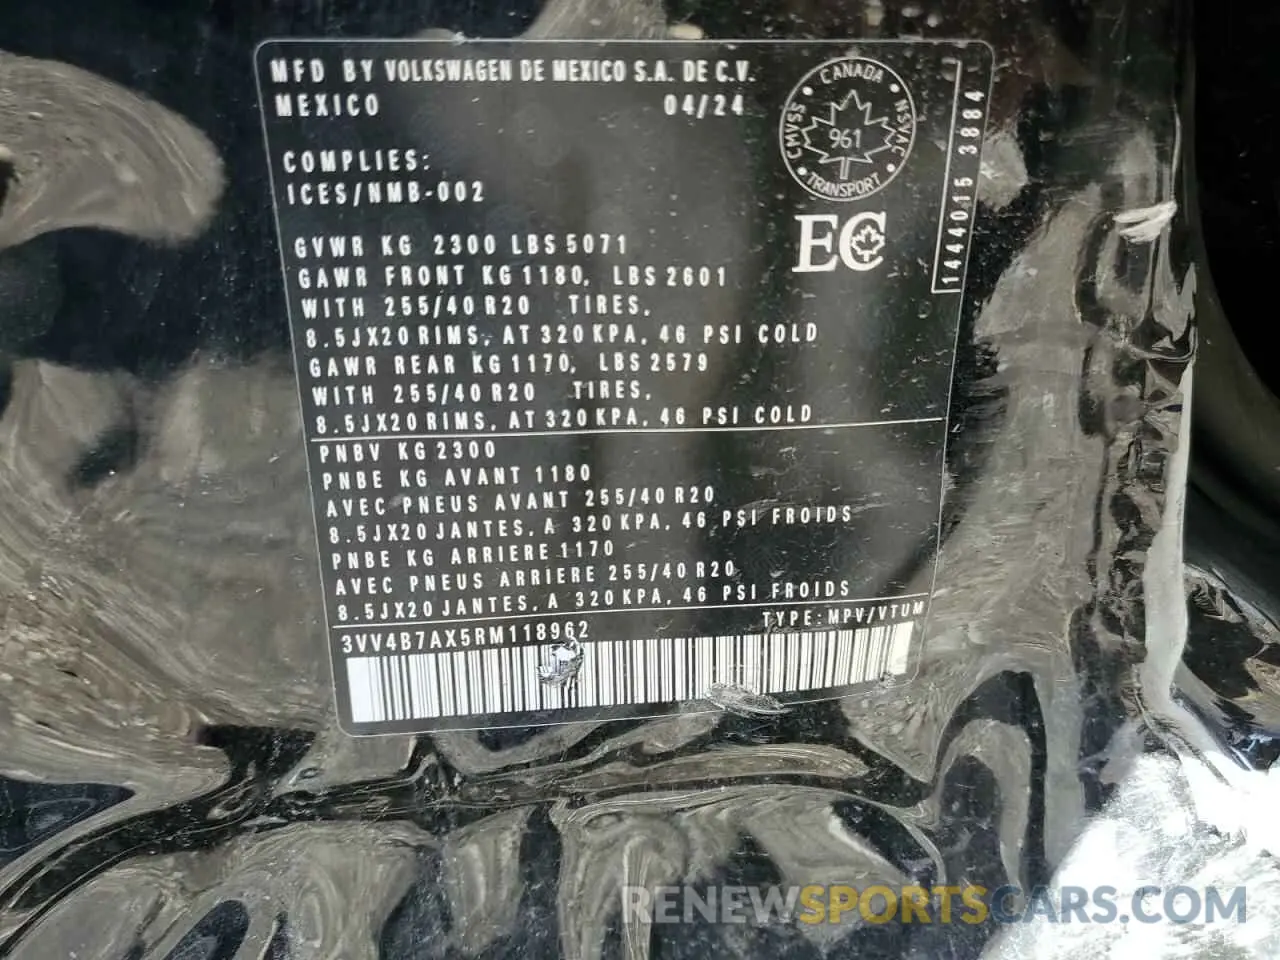 MFD BY VOLKSWAGEN DE MEXICO S.A. DE C.V.
MEXICO 04/24
CANADA
CMVSS
NSVAC
961
TRANSPORT
1444015 3884
COMPLIES:
ICES/NMB-002
EC
GVWR KG 2300 LBS 5071
GAWR FRONT KG 1180, LBS 2601
WITH 255/40 R20 TIRES,
8.5JX20 RIMS, AT 320 KPA, 46 PSI COLD
GAWR REAR KG 1170, LBS 2579
WITH 255/40 R20 TIRES,
8.5JX20 RIMS, AT 320 KPA, 46 PSI COLD
PNBV KG 2300
PNBE KG AVANT 1180
AVEC PNEUS AVANT 255/40 R20
8.5JX20 JANTES, A 320 KPA, 46 PSI FROIDS
PNBE KG ARRIERE 1170
AVEC PNEUS ARRIERE 255/40 R20
8.5JX20 JANTES, A 320 KPA, 46 PSI FROIDS
3VV4B7AX5RM118962 TYPE: MPV/VTUM
RENEWSPORTSCARS.COM